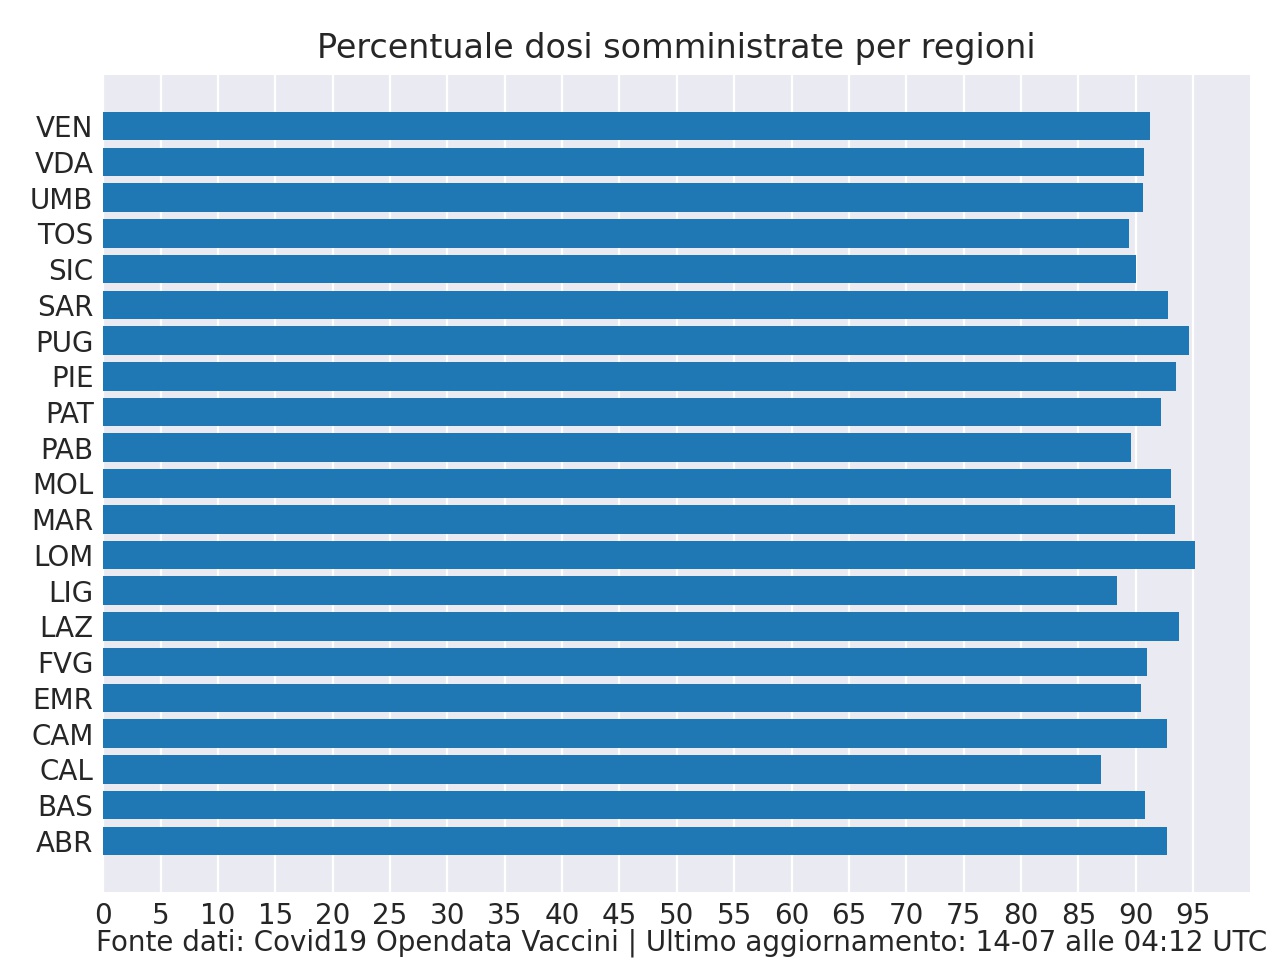 Percentuale dosi somministrate per regioni
VEN
VDA
UMB
TOS
SIC
SAR
PUG
PIE
PAT
PAB
MOL
MAR
LOM
LIG
LAZ
FVG
EMR
CAM
CAL
BAS
ABR
0 5 10 15 20 25 30 35 40 45 50 55 60 65 70 75 80 85 90 95
Fonte dati: Covid19 Opendata Vaccini | Ultimo aggiornamento: 14-07 alle 04:12 UTC